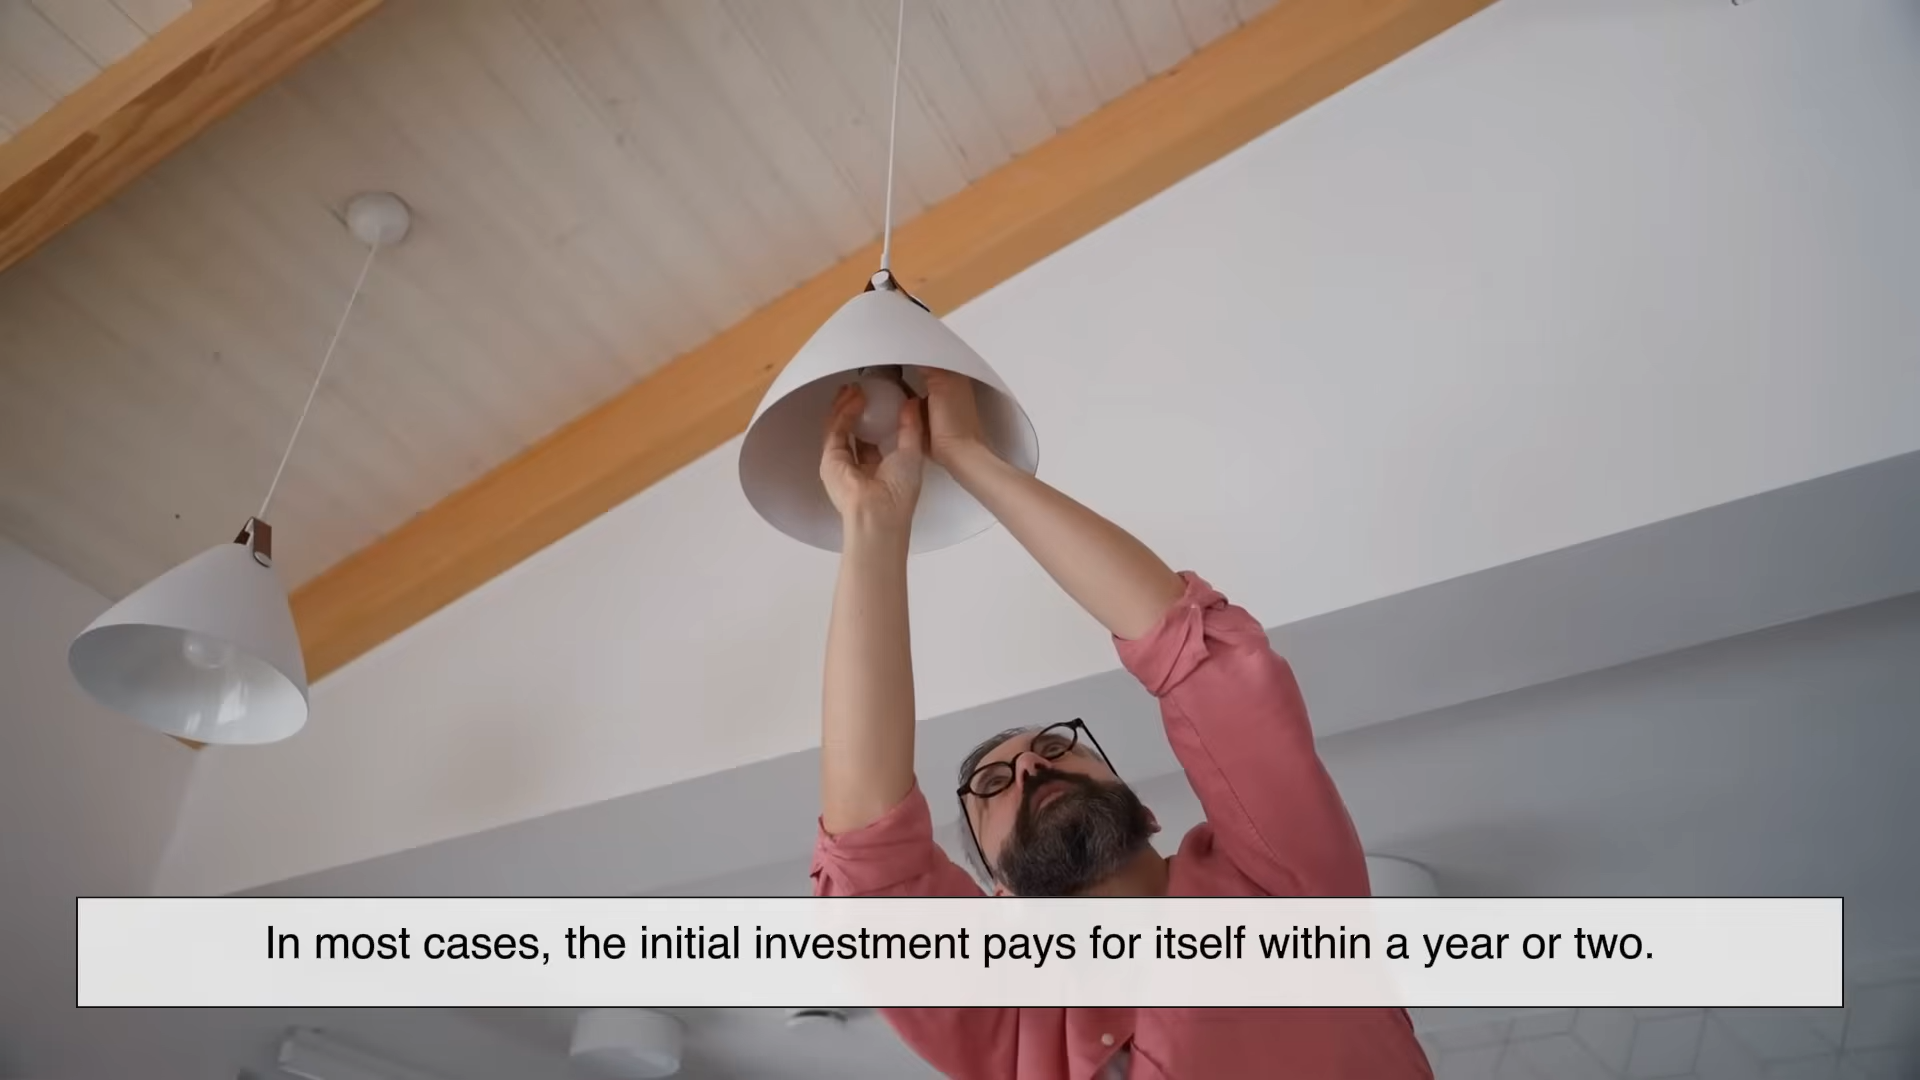 In most cases, the initial investment pays for itself within a year or two.